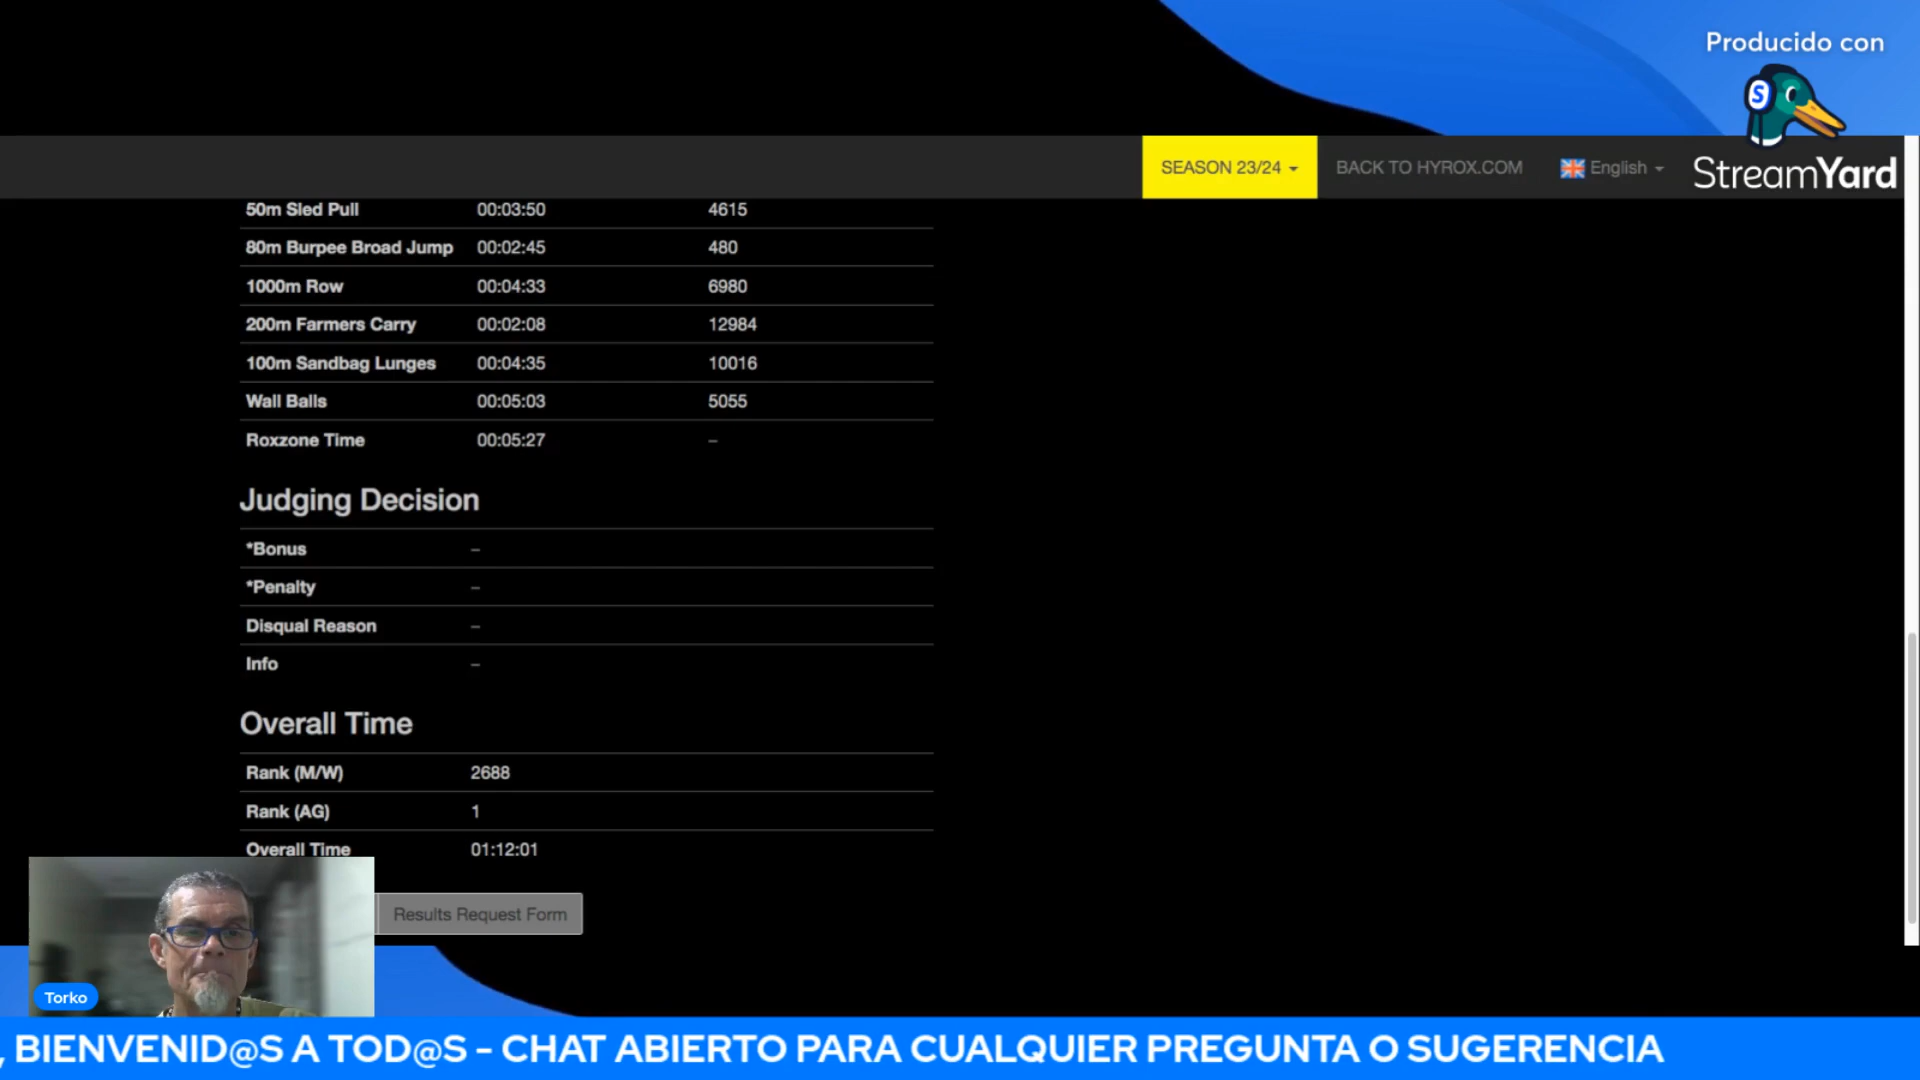 Producido con
S
StreamYard
SEASON 23/24 BACK TO HYROX.COM English
50m Sled Pull 00:03:50 4615
80m Burpee Broad Jump 00:02:45 480
1000m Row 00:04:33 6980
200m Farmers Carry 00:02:08 12984
100m Sandbag Lunges 00:04:35 10016
Wall Balls 00:05:03 5055
Roxzone Time 00:05:27 –
Judging Decision
*Bonus –
*Penalty –
Disqual Reason –
Info –
Overall Time
Rank (M/W) 2688
Rank (AG) 1
Overall Time 01:12:01
Results Request Form
Torko
, BIENVENID@S A TOD@S - CHAT ABIERTO PARA CUALQUIER PREGUNTA O SUGERENCIA